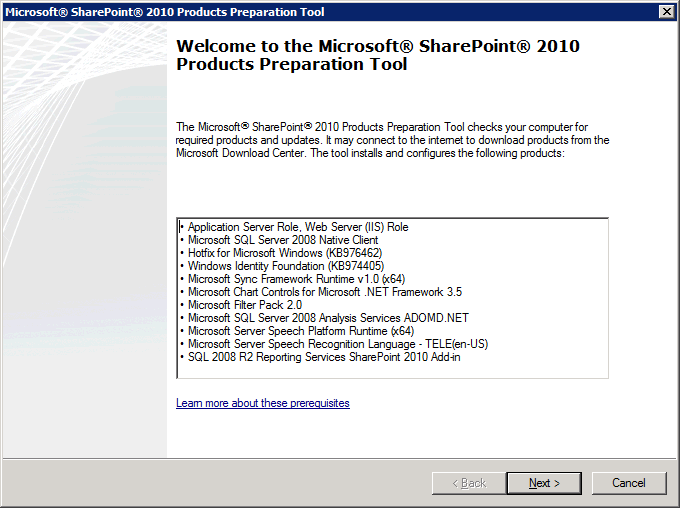 Microsoft® SharePoint® 2010 Products Preparation Tool
Welcome to the Microsoft® SharePoint® 2010
Products Preparation Tool
The Microsoft® SharePoint® 2010 Products Preparation Tool checks your computer for
required products and updates. It may connect to the internet to download products from the
Microsoft Download Center. The tool installs and configures the following products:
• Application Server Role, Web Server (IIS) Role
• Microsoft SQL Server 2008 Native Client
• Hotfix for Microsoft Windows (KB976462)
• Windows Identity Foundation (KB974405)
• Microsoft Sync Framework Runtime v1.0 (x64)
• Microsoft Chart Controls for Microsoft .NET Framework 3.5
• Microsoft Filter Pack 2.0
• Microsoft SQL Server 2008 Analysis Services ADOMD.NET
• Microsoft Server Speech Platform Runtime (x64)
• Microsoft Server Speech Recognition Language - TELE(en-US)
• SQL 2008 R2 Reporting Services SharePoint 2010 Add-in
Learn more about these prerequisites
< Back Next > Cancel